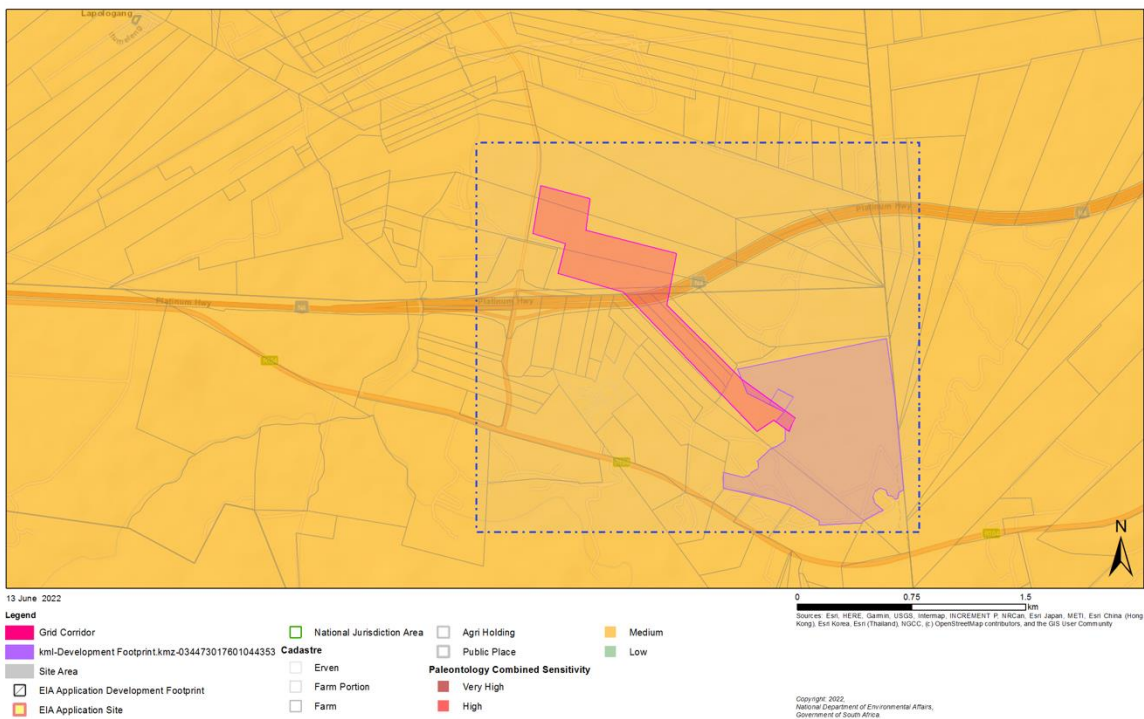 Lapologang
Platinum Hwy
Platinum Hwy
Platinum Hwy
N
13 June 2022
Legend
Grid Corridor
kml-Development Footprint.kmz-034473017601044353
Site Area
EIA Application Development Footprint
EIA Application Site
National Jurisdiction Area
Cadastre
Erven
Farm Portion
Farm
Agri Holding
Public Place
Paleontology Combined Sensitivity
Very High
High
Medium
Low
0 0.75 1.5
km
Sources: Esri, HERE, Garmin, USGS, Intermap, INCREMENT P, NRCan, Esri Japan, METI, Esri China (Hong
Kong), Esri Korea, Esri (Thailand), NGCC, (c) OpenStreetMap contributors, and the GIS User Community
Copyright: 2022,
National Department of Environmental Affairs,
Government of South Africa.